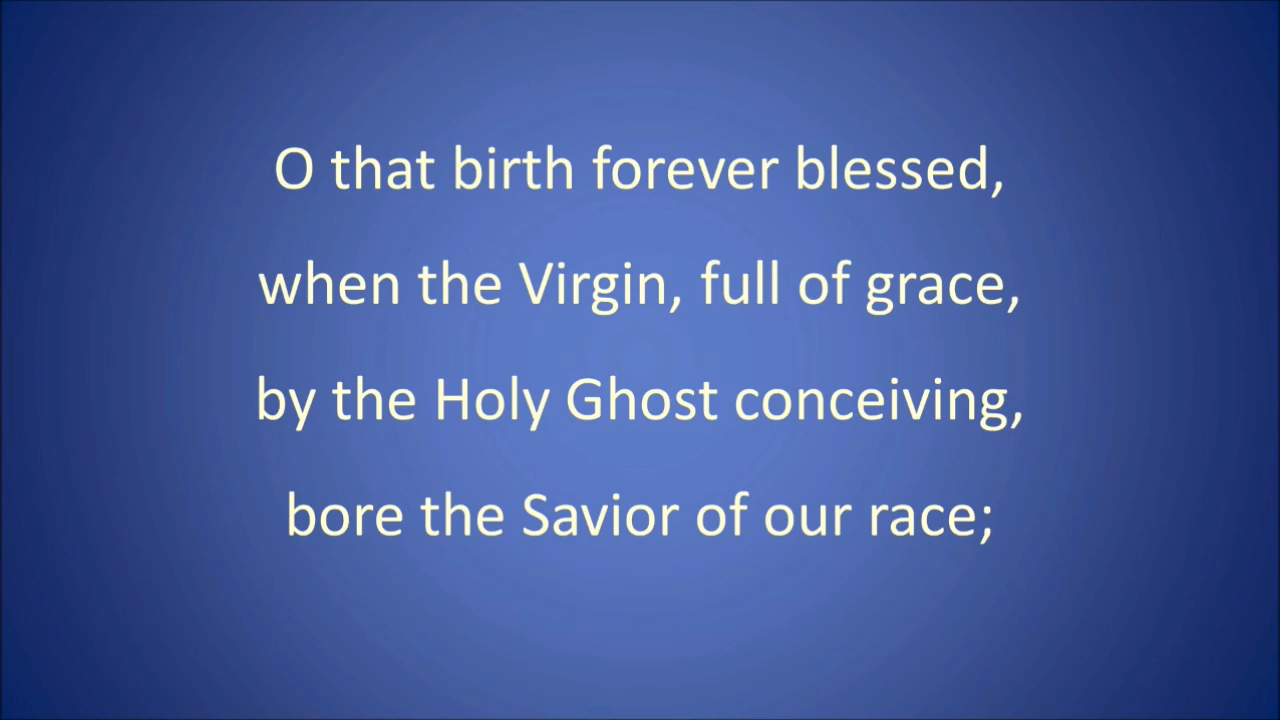 O that birth forever blessed,
when the Virgin, full of grace,
by the Holy Ghost conceiving,
bore the Savior of our race;